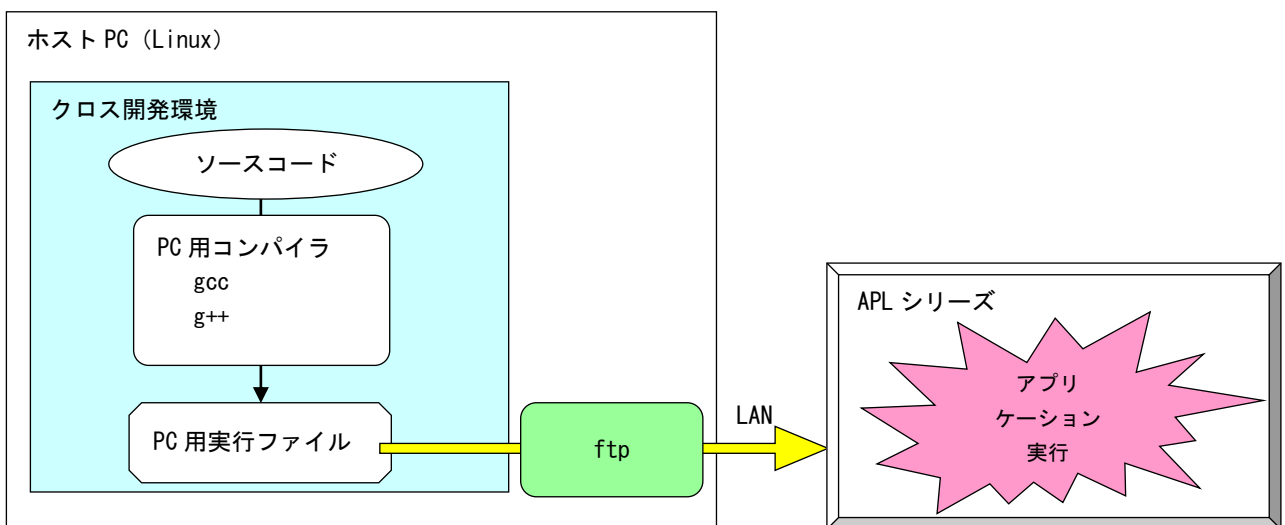 ホスト PC (Linux)
クロス開発環境
ソースコード
PC 用コンパイラ
gcc
g++
PC 用実行ファイル
ftp
LAN
APL シリーズ
アプリ
ケーション
実行